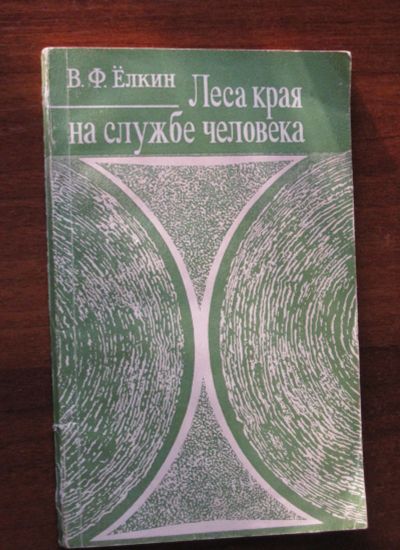 В. Ф. Ёлкин
Леса края
на службе человека